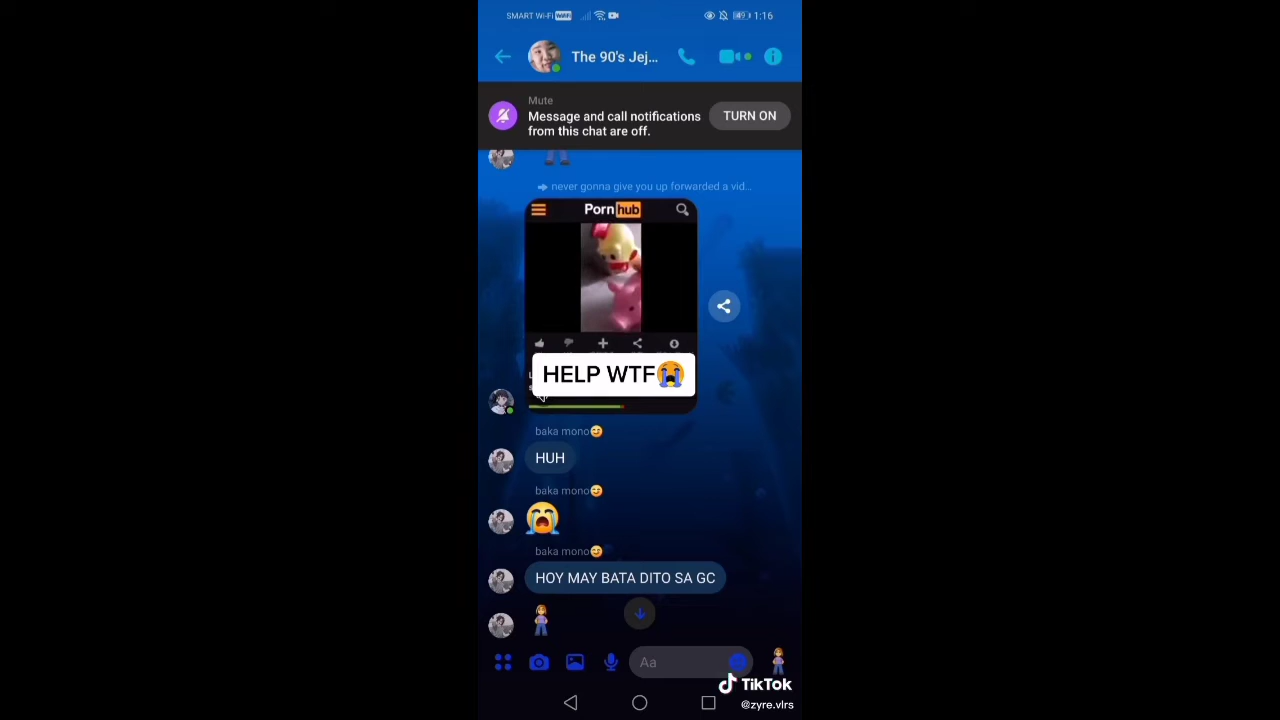 SMART Wi-Fi VoWiFi 49 1:16
The 90's Jej...
Mute
Message and call notifications
from this chat are off.
TURN ON
never gonna give you up forwarded a vid...
Porn hub
HELP WTF😭
baka mono😏
HUH
baka mono😏
😭
baka mono😏
HOY MAY BATA DITO SA GC
Aa
TikTok
@zyre.vlrs